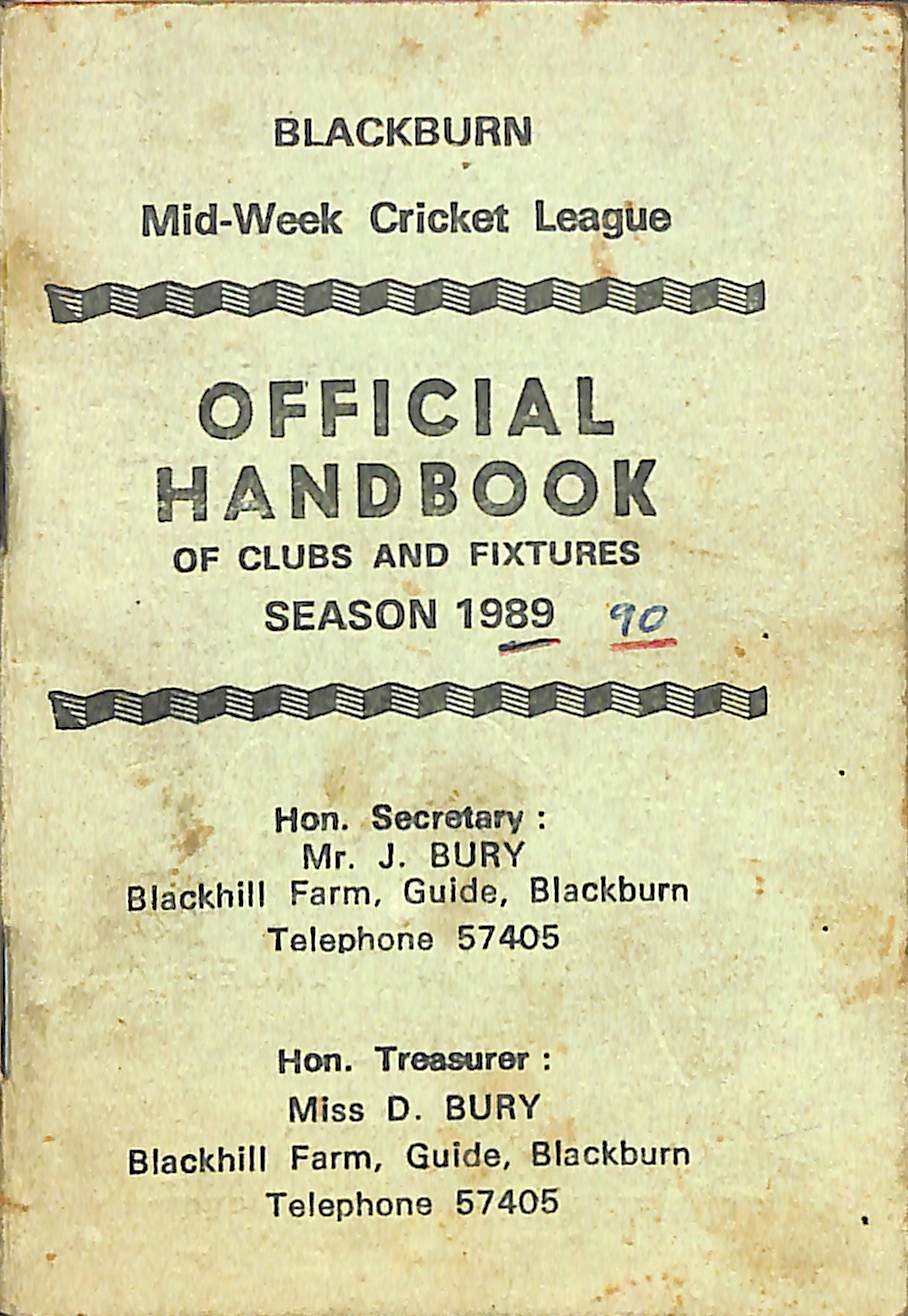 BLACKBURN
Mid-Week Cricket League
OFFICIAL
HANDBOOK
OF CLUBS AND FIXTURES
SEASON 1989 90
Hon. Secretary :
Mr. J. BURY
Blackhill Farm, Guide, Blackburn
Telephone 57405
Hon. Treasurer :
Miss D. BURY
Blackhill Farm, Guide, Blackburn
Telephone 57405